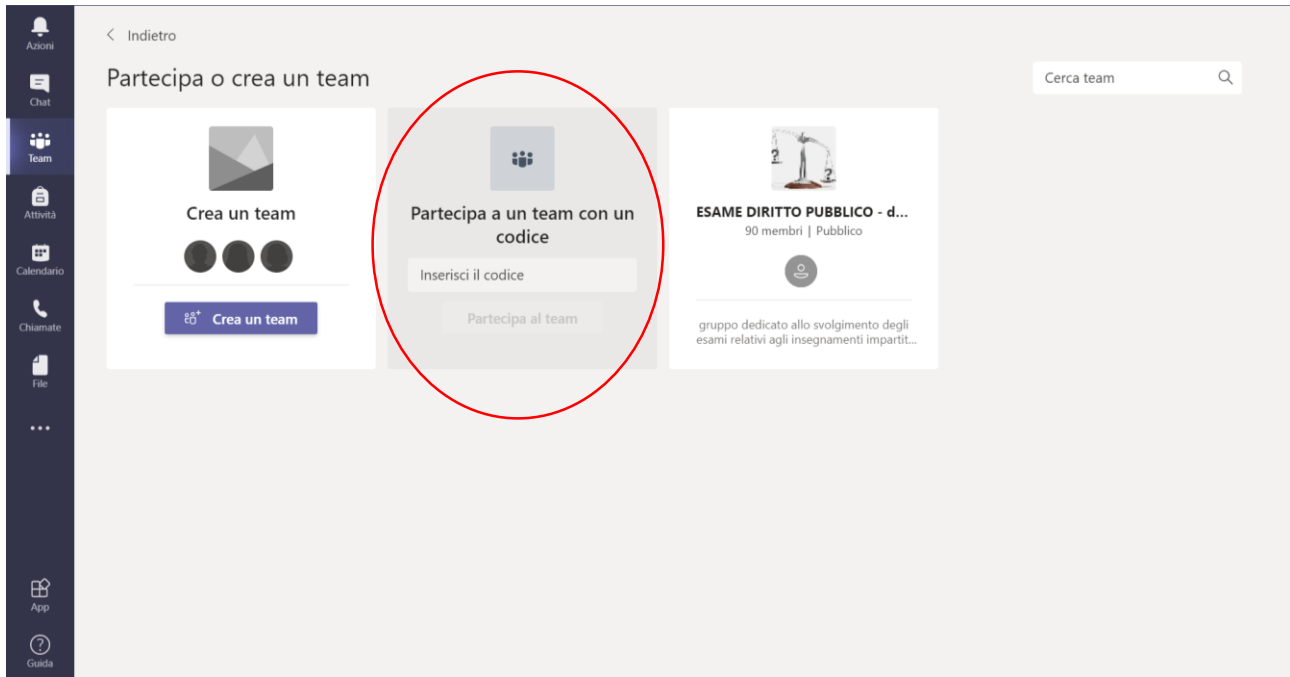 Azioni
Chat
Team
Attività
Calendario
Chiamate
File
App
Guida
Indietro
Partecipa o crea un team
Cerca team
Crea un team
Crea un team
Partecipa a un team con un
codice
Inserisci il codice
Partecipa al team
?
?
ESAME DIRITTO PUBBLICO - d...
90 membri | Pubblico
gruppo dedicato allo svolgimento degli
esami relativi agli insegnamenti impartit...